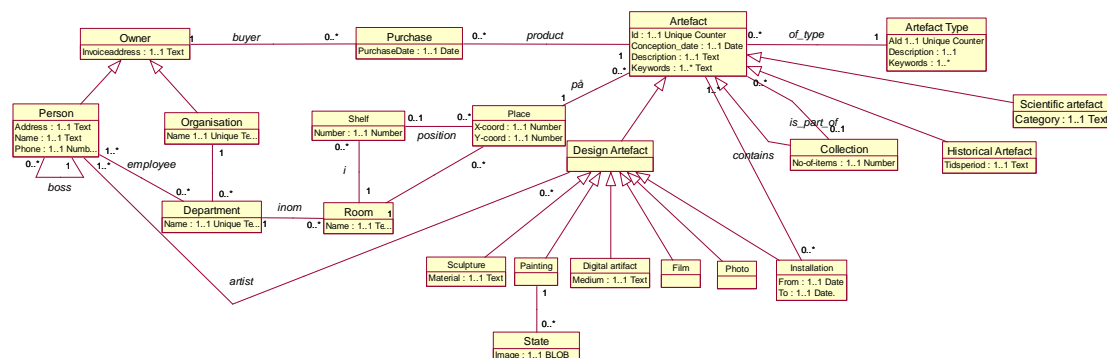 Owner
Invoiceaddress : 1..1 Text
1
buyer
0..*
Purchase
PurchaseDate : 1..1 Date
0..*
product
1
Artefact
Id : 1..1 Unique Counter
Conception_date : 1..1 Date
Description : 1..1 Text
Keywords : 1..* Text
0..*
of_type
1
Artefact Type
AId 1..1 Unique Counter
Description : 1..1
Keywords : 1..*
Person
Address : 1..1 Text
Name : 1..1 Text
Phone : 1..1 Numb...
0..*
1
boss
1..*
1..*
employee
0..*
Organisation
Name 1..1 Unique Te...
1
0..*
Department
Name : 1..1 Unique Te...
1
inom
0..*
Shelf
Number : 1..1 Number
0..1
position
0..*
0..*
i
1
Place
X-coord : 1..1 Number
Y-coord : 1..1 Number
1
på
0..*
0..*
Room
Name : 1..1 Te...
1
artist
0..*
Design Artefact
1..*
contains
0..*
0..*
is_part_of
0..1
Collection
No-of-items : 1..1 Number
Historical Artefact
Tidsperiod : 1..1 Text
Scientific artefact
Category : 1..1 Text
Sculpture
Material : 1..1 Text
Painting
1
0..*
State
Image : 1..1 BLOB
Digital artifact
Medium : 1..1 Text
Film
Photo
Installation
From : 1..1 Date
To : 1..1 Date.